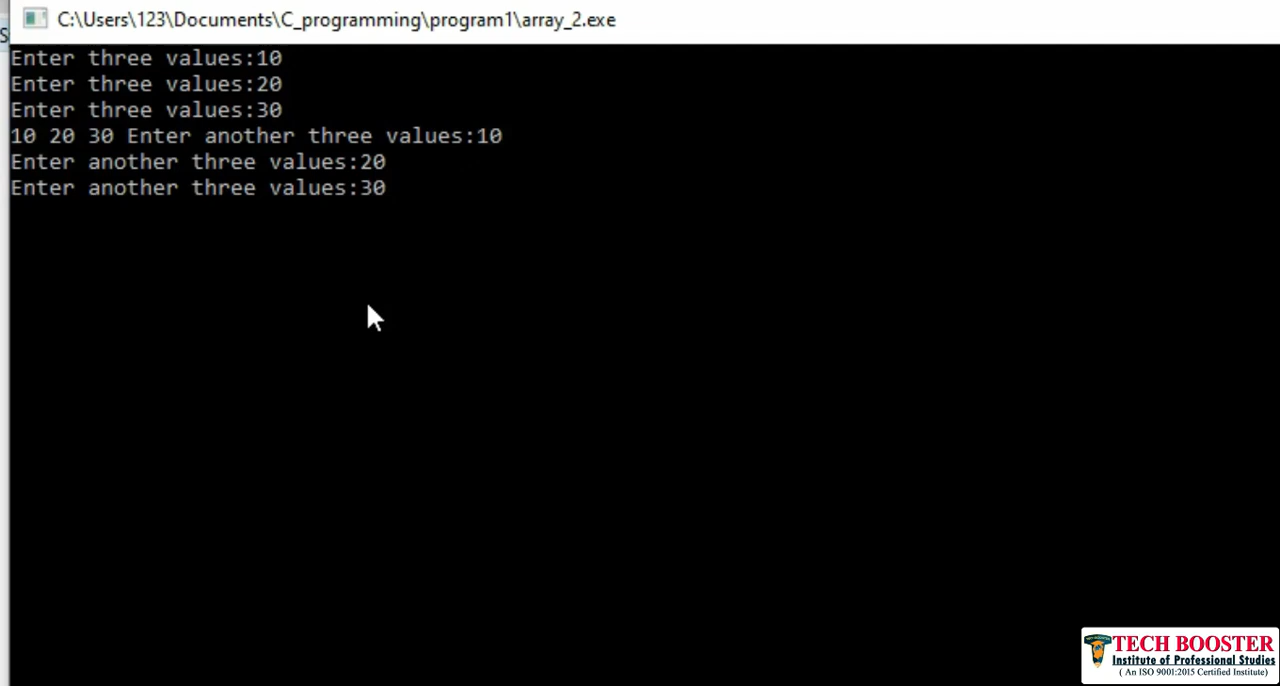 C:\Users\123\Documents\C_programming\program1\array_2.exe
S
Enter three values:10
Enter three values:20
Enter three values:30
10 20 30 Enter another three values:10
Enter another three values:20
Enter another three values:30
TECH BOOSTER
Institute of Professional Studies
( An ISO 9001:2015 Certified Institute)